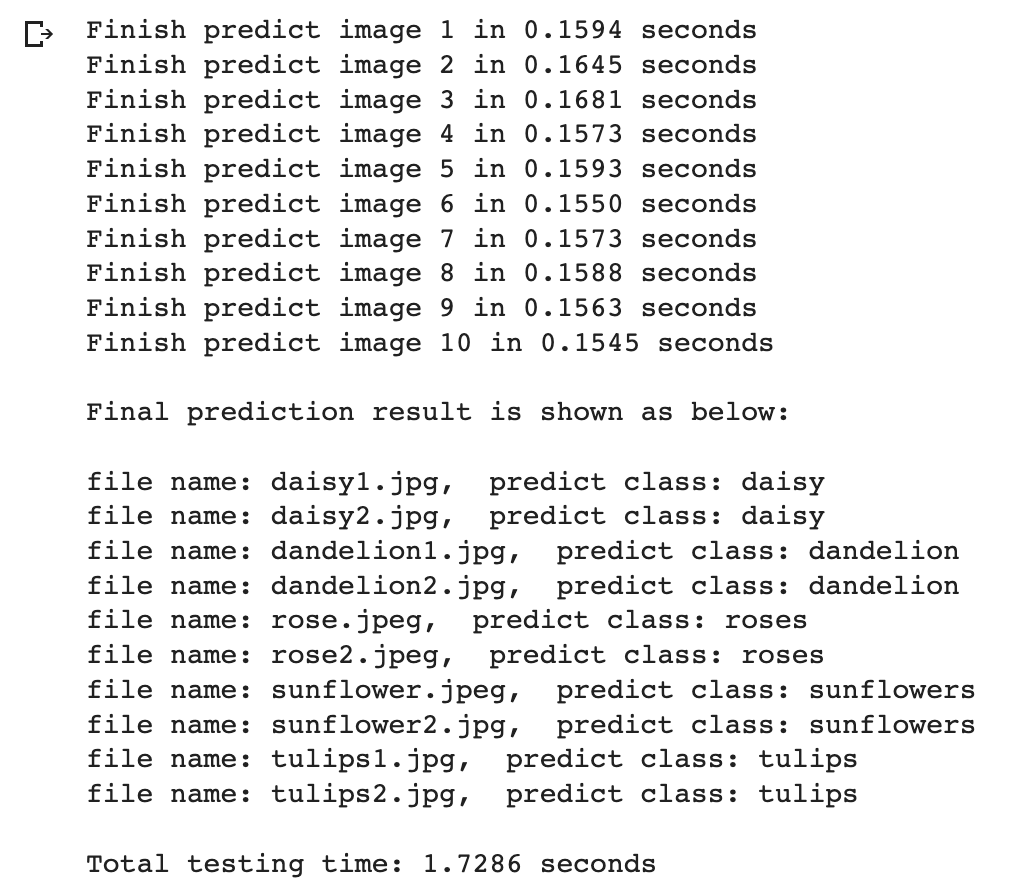 Finish predict image 1 in 0.1594 seconds
Finish predict image 2 in 0.1645 seconds
Finish predict image 3 in 0.1681 seconds
Finish predict image 4 in 0.1573 seconds
Finish predict image 5 in 0.1593 seconds
Finish predict image 6 in 0.1550 seconds
Finish predict image 7 in 0.1573 seconds
Finish predict image 8 in 0.1588 seconds
Finish predict image 9 in 0.1563 seconds
Finish predict image 10 in 0.1545 seconds
Final prediction result is shown as below:
file name: daisy1.jpg,  predict class: daisy
file name: daisy2.jpg,  predict class: daisy
file name: dandelion1.jpg,  predict class: dandelion
file name: dandelion2.jpg,  predict class: dandelion
file name: rose.jpeg,  predict class: roses
file name: rose2.jpeg,  predict class: roses
file name: sunflower.jpeg,  predict class: sunflowers
file name: sunflower2.jpg,  predict class: sunflowers
file name: tulips1.jpg,  predict class: tulips
file name: tulips2.jpg,  predict class: tulips
Total testing time: 1.7286 seconds